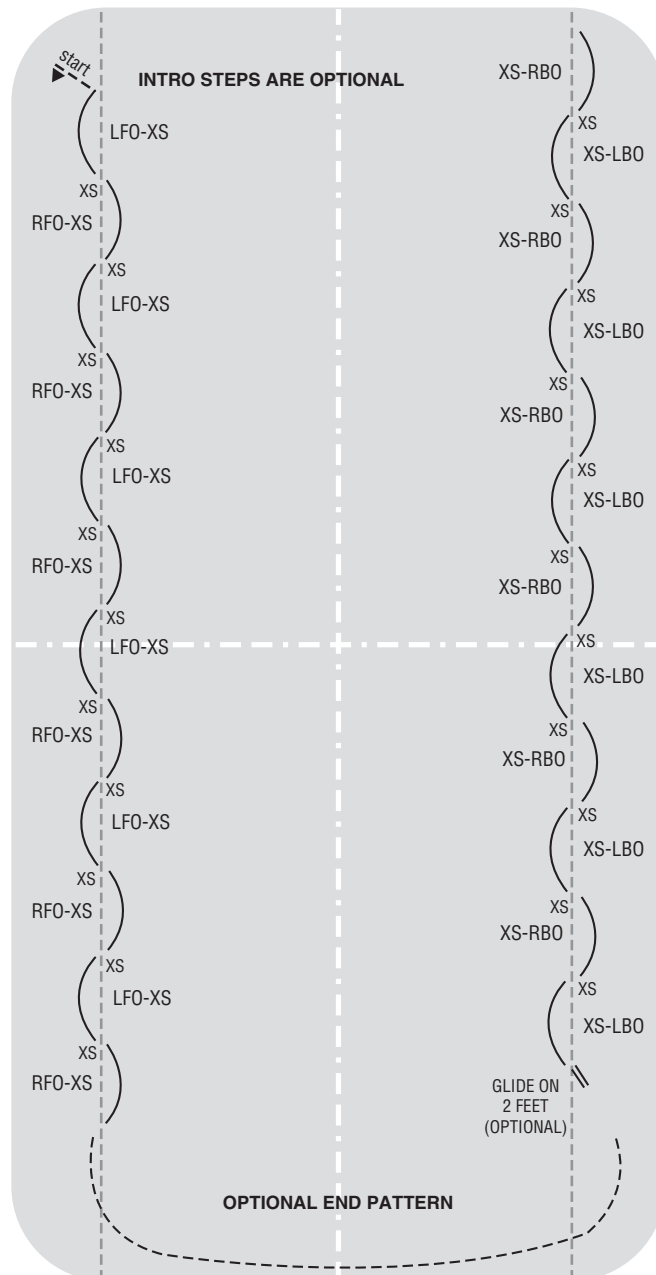 start
INTRO STEPS ARE OPTIONAL
LFO-XS
XS
RFO-XS
XS
LFO-XS
XS
RFO-XS
XS
LFO-XS
XS
RFO-XS
XS
LFO-XS
XS
RFO-XS
XS
LFO-XS
XS
RFO-XS
XS
LFO-XS
XS
RFO-XS
XS-RBO
XS
XS-LBO
XS
XS-RBO
XS
XS-LBO
XS
XS-RBO
XS
XS-LBO
XS
XS-RBO
XS
XS-LBO
XS
XS-RBO
XS
XS-LBO
XS
XS-RBO
XS
XS-LBO
GLIDE ON
2 FEET
(OPTIONAL)
OPTIONAL END PATTERN